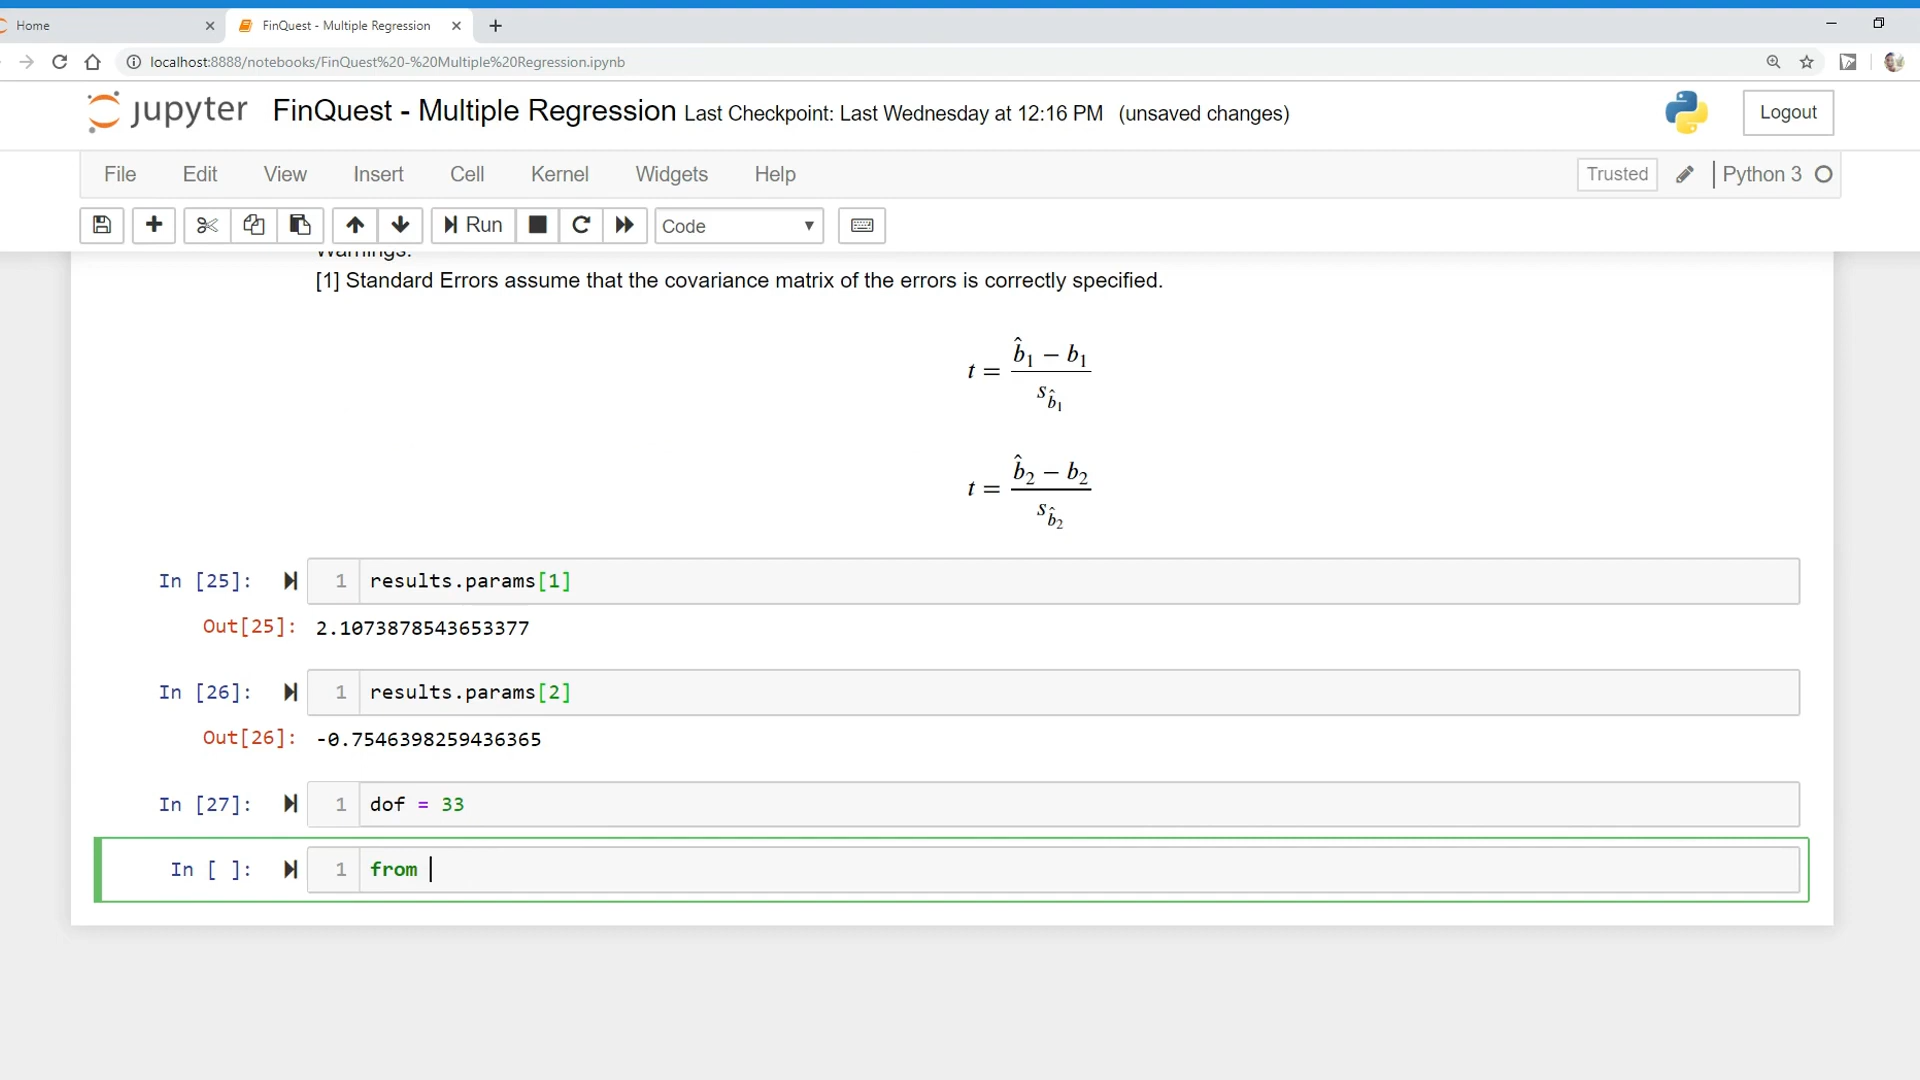 Home
FinQuest - Multiple Regression
localhost:8888/notebooks/FinQuest%20-%20Multiple%20Regression.ipynb
jupyter FinQuest - Multiple Regression Last Checkpoint: Last Wednesday at 12:16 PM (unsaved changes)
Logout
File Edit View Insert Cell Kernel Widgets Help
Trusted Python 3
Run Code
Warnings:
[1] Standard Errors assume that the covariance matrix of the errors is correctly specified.
t = (b̂₁ − b₁) / s_b̂₁
t = (b̂₂ − b₂) / s_b̂₂
In [25]: 1 results.params[1]
Out[25]: 2.1073878543653377
In [26]: 1 results.params[2]
Out[26]: -0.7546398259436365
In [27]: 1 dof = 33
In [ ]: 1 from